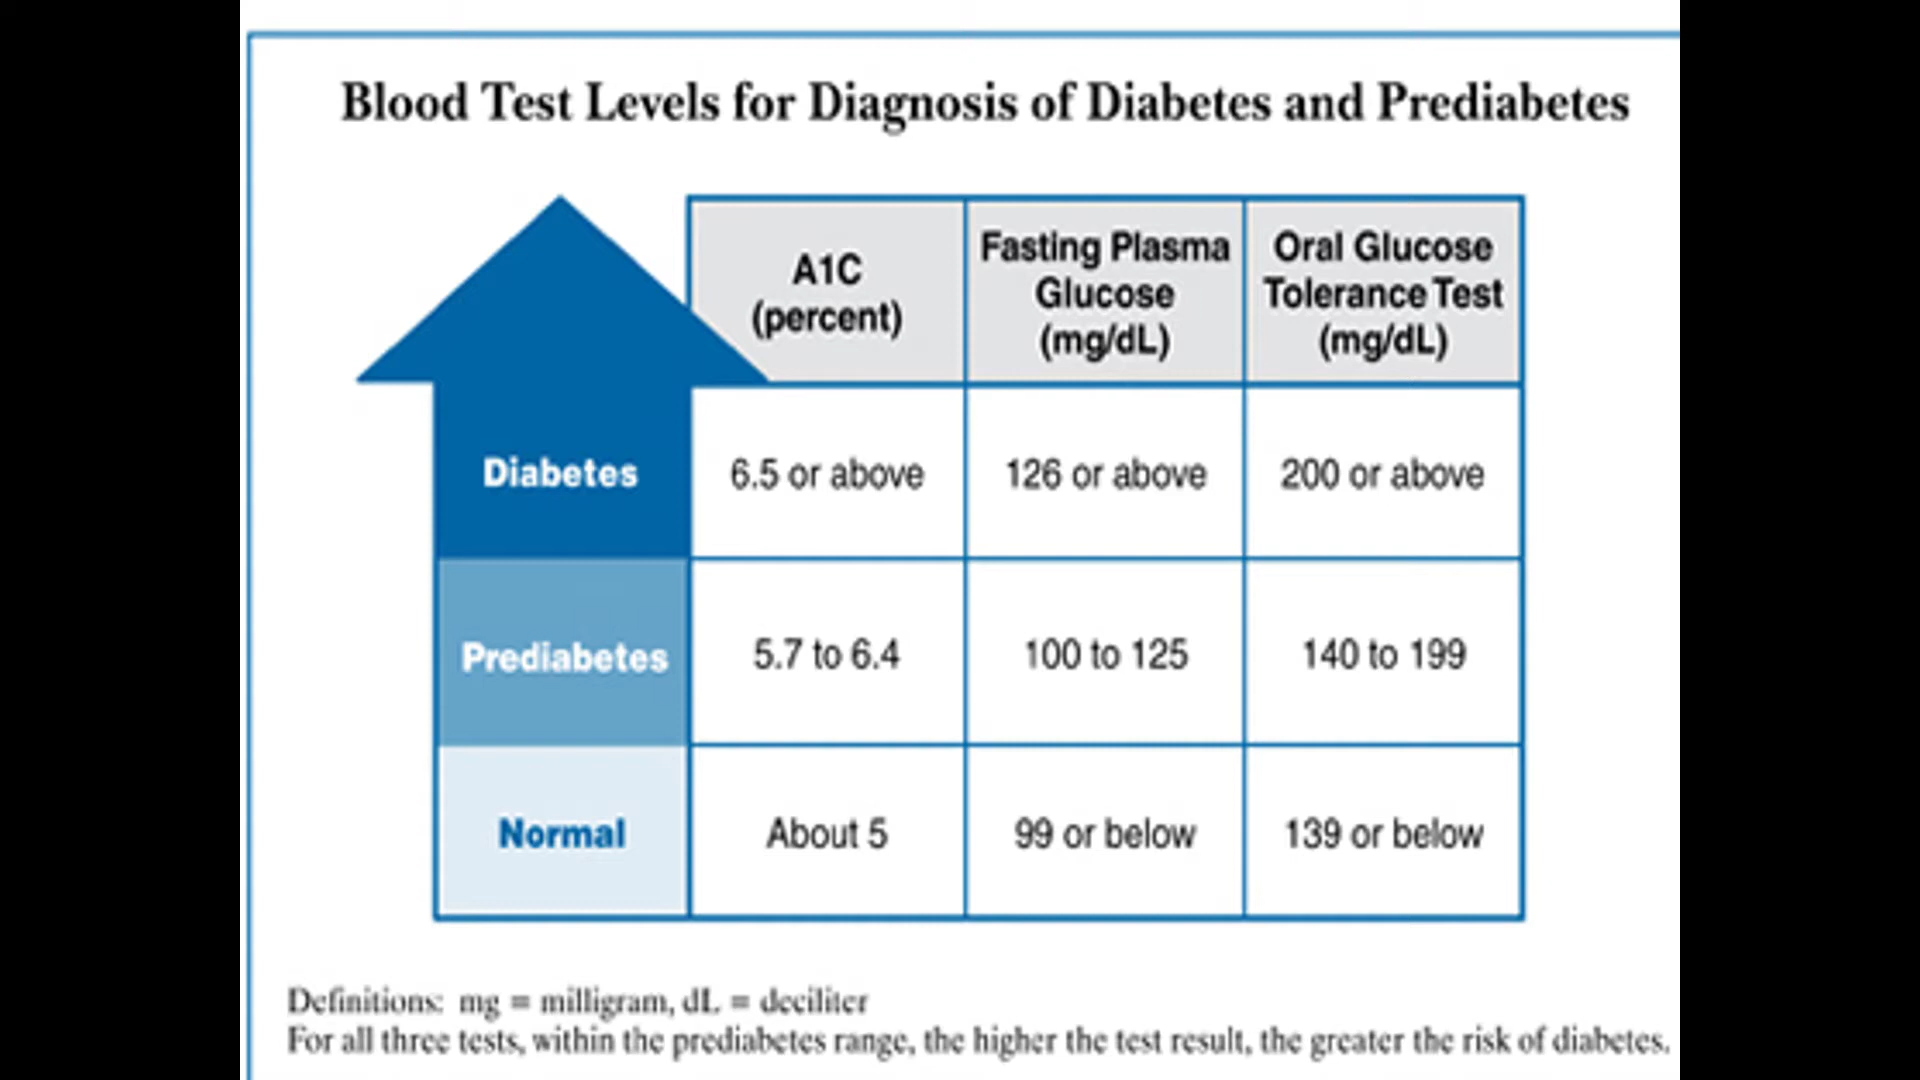 Blood Test Levels for Diagnosis of Diabetes and Prediabetes
A1C
(percent)
Fasting Plasma
Glucose
(mg/dL)
Oral Glucose
Tolerance Test
(mg/dL)
Diabetes
6.5 or above
126 or above
200 or above
Prediabetes
5.7 to 6.4
100 to 125
140 to 199
Normal
About 5
99 or below
139 or below
Definitions: mg = milligram, dL = deciliter
For all three tests, within the prediabetes range, the higher the test result, the greater the risk of diabetes.